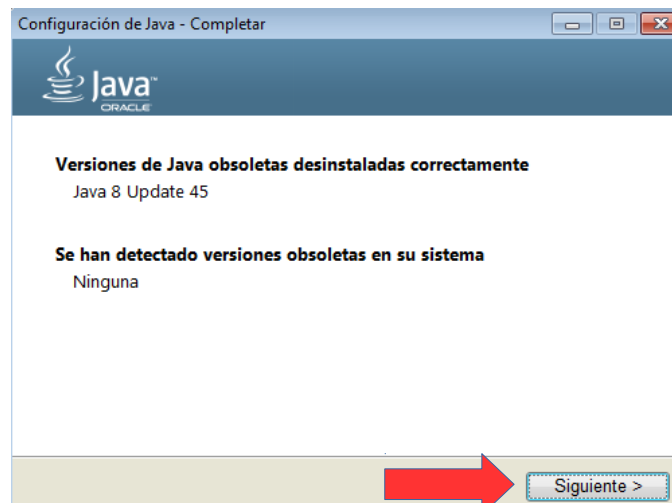 Configuración de Java - Completar
Java™
ORACLE
Versiones de Java obsoletas desinstaladas correctamente
Java 8 Update 45
Se han detectado versiones obsoletas en su sistema
Ninguna
Siguiente >